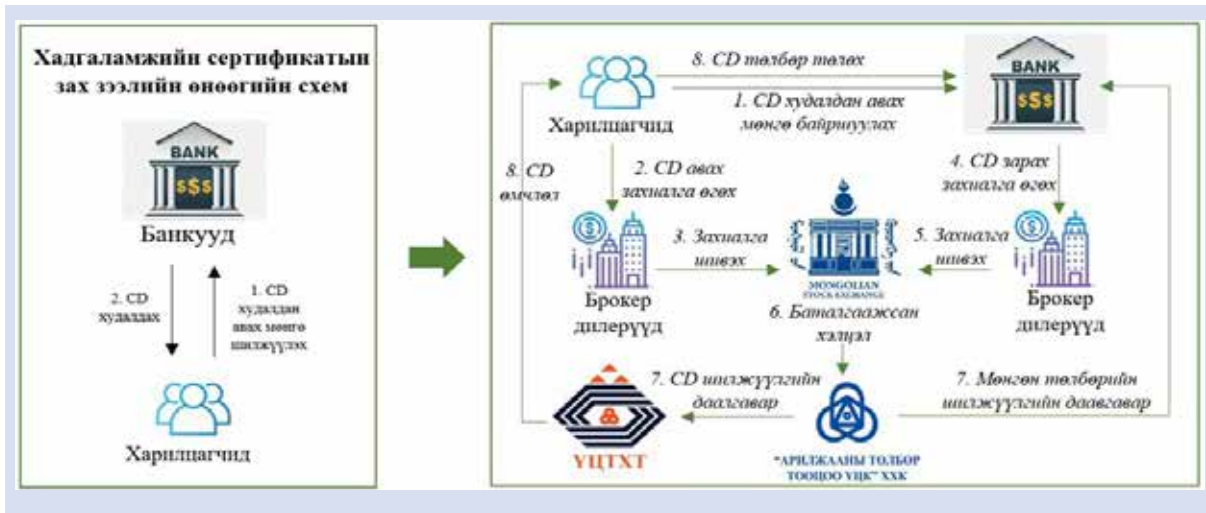 Хадгаламжийн сертификатын
зах зээлийн өнөөгийн схем
BANK
$$$
Банкууд
2. CD
худалдах
1. CD
худалдан
авах мөнгө
шилжүүлэх
Харилцагчид
Харилцагчид
8. CD төлбөр төлөх
1. CD худалдан авах
мөнгө байршуулах
BANK
$$$
8. CD
өмчлөл
2. CD авах
захиалга өгөх
4. CD зарах
захиалга өгөх
3. Захиалга
шивэх
MONGOLIAN
STOCK EXCHANGE
5. Захиалга
шивэх
Брокер
дилерүүд
Брокер
дилерүүд
6. Баталгаажсан
хэлцэл
7. CD шилжүүлгийн
даалгавар
7. Мөнгөн төлбөрийн
шилжүүлгийн даавгавар
ҮЦТХТ
"АРИЛЖААНЫ ТӨЛБӨР
ТООЦОО ҮЦК" ХХК